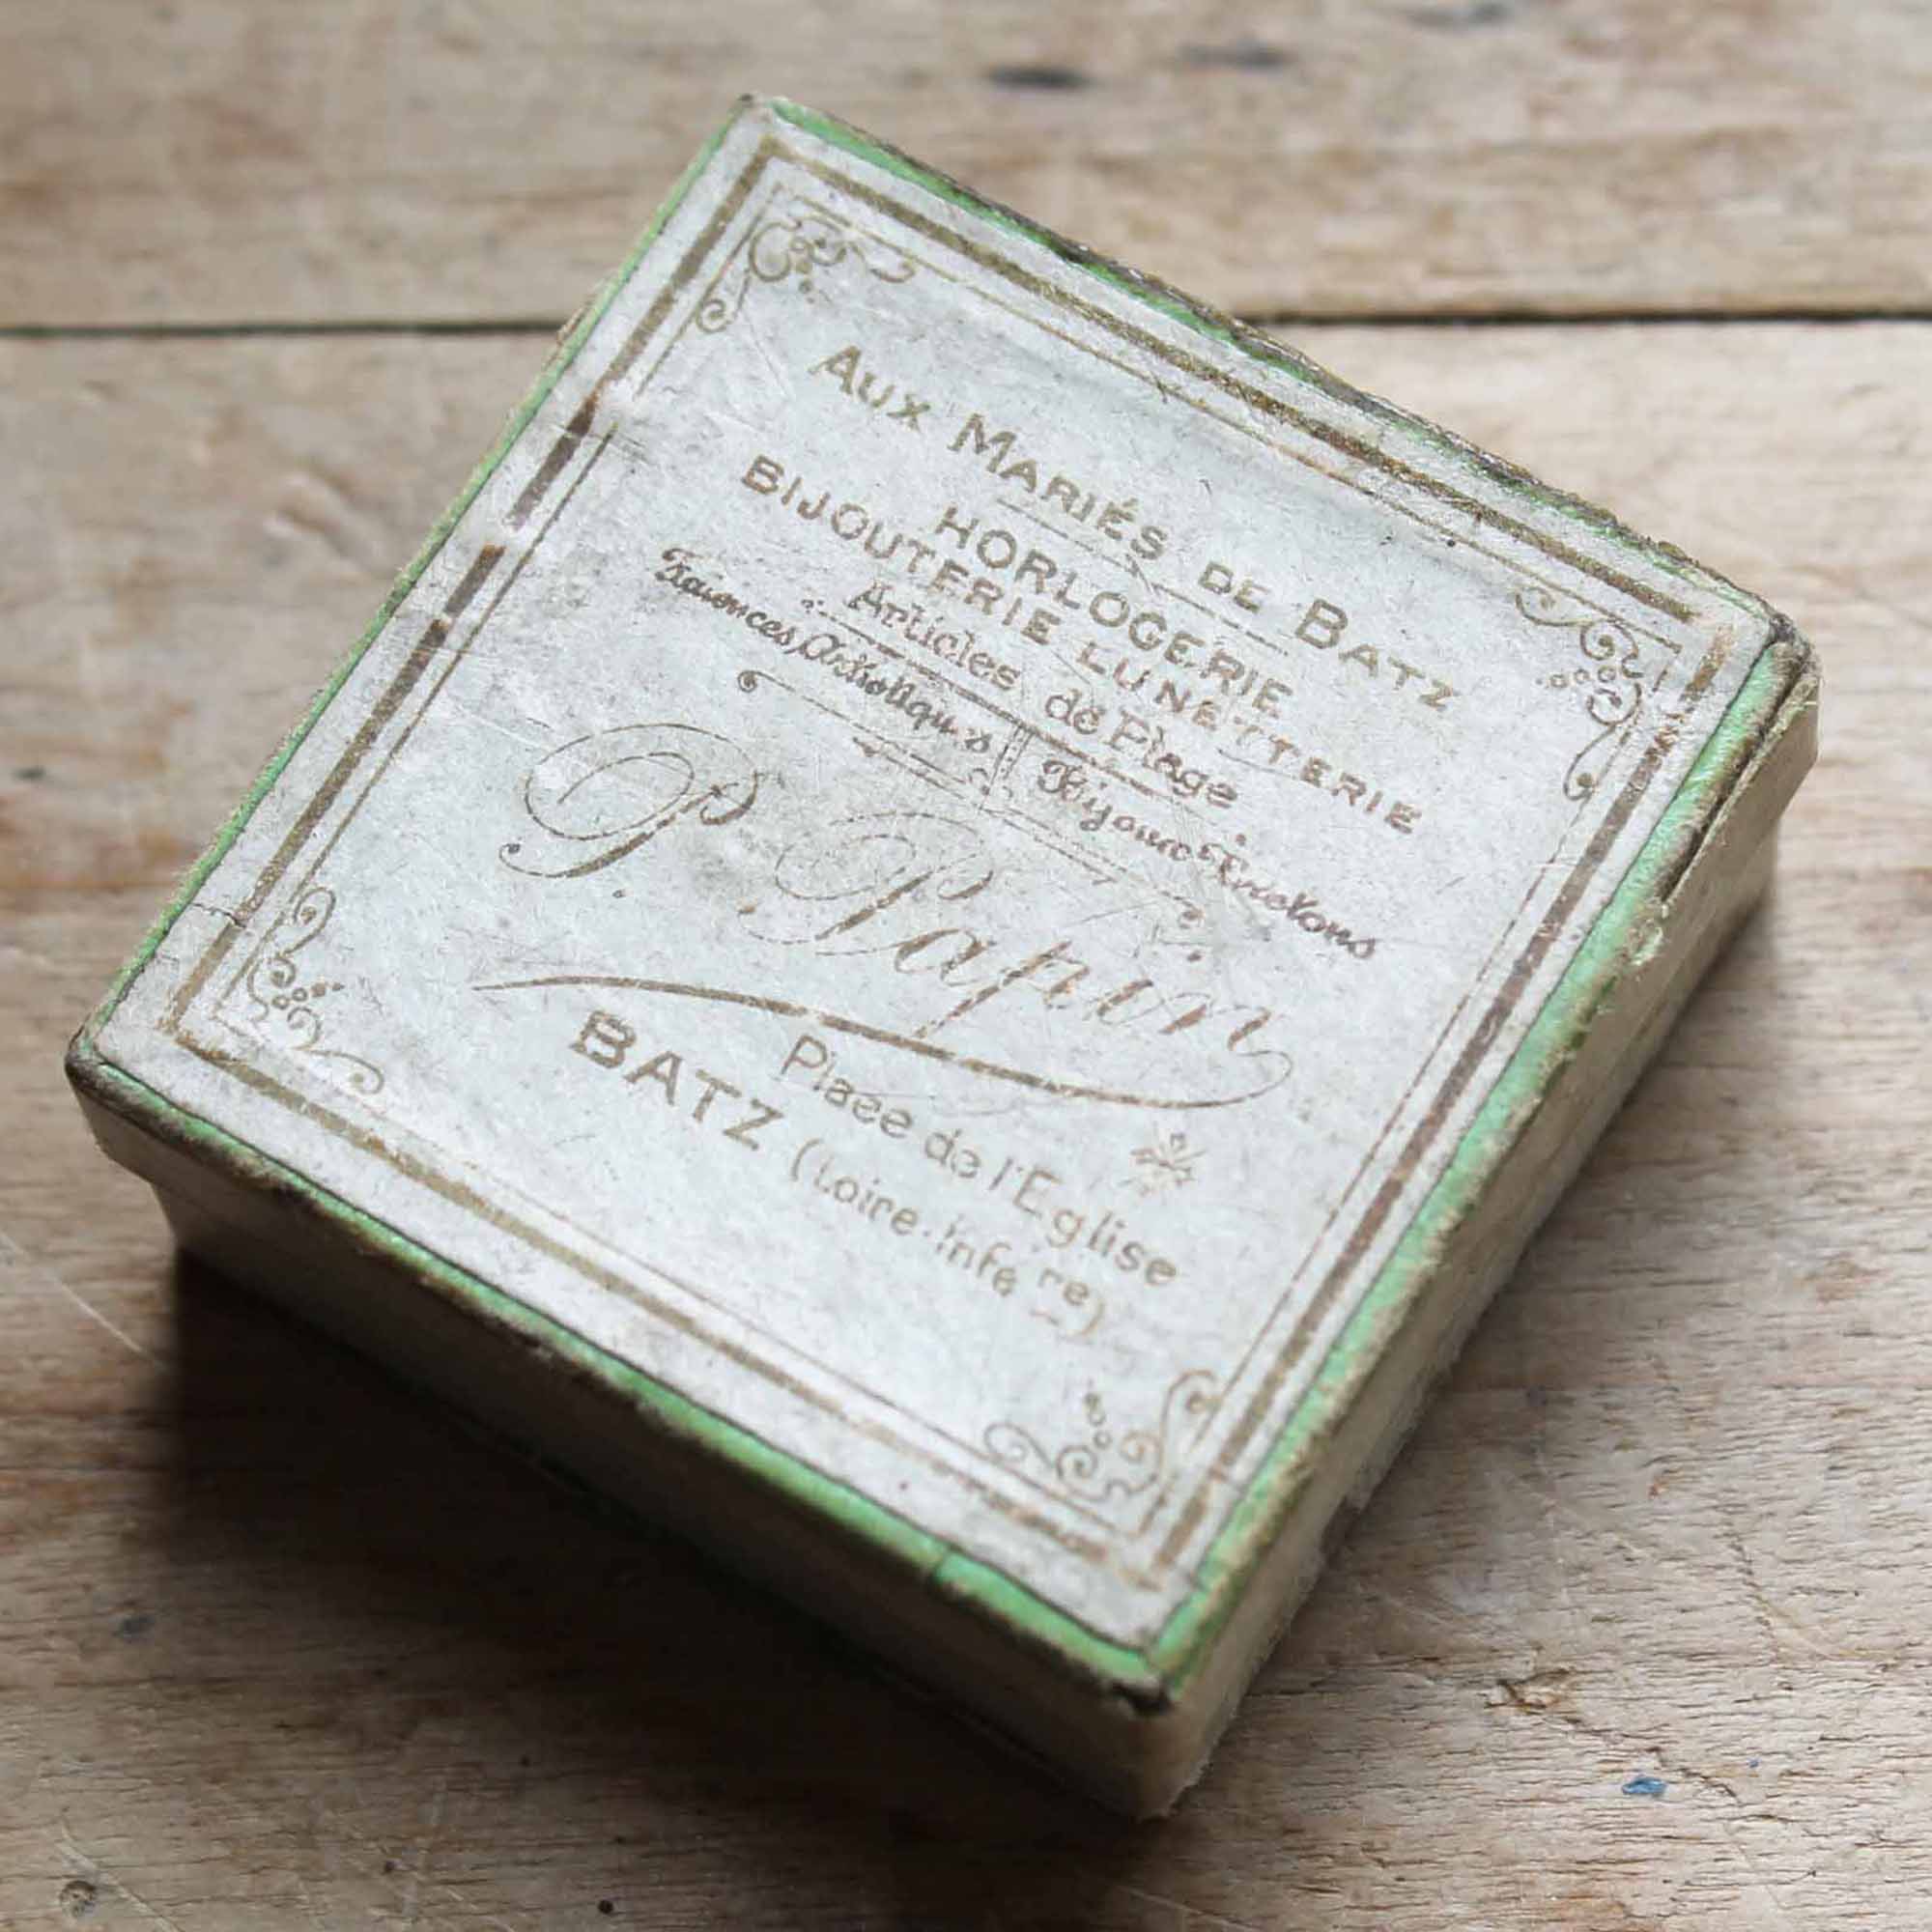 AUX MARIÉS DE BATZ
HORLOGERIE
BIJOUTERIE LUNETTERIE
Articles de Plage
Faiences Artistiques Bijoux Bretons
P. Papin
Place de l'Eglise
BATZ (Loire-Infére)